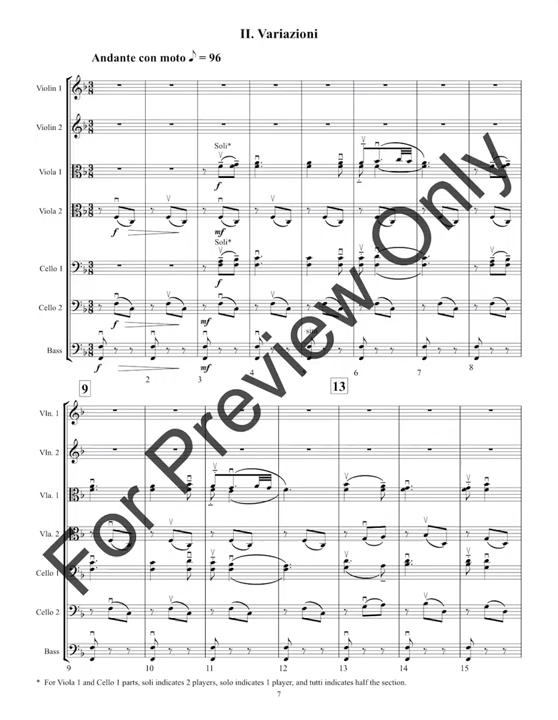 II. Variazioni
Andante con moto ♪ = 96
Violin 1
Violin 2
Soli*
Viola 1
f
Viola 2
f
mf
Soli*
Cello 1
f
Cello 2
f
mf
Bass
f
mf
2
3
4
6
7
8
9
13
Vln. 1
Vln. 2
Vla. 1
Vla. 2
Cello 1
Cello 2
Bass
9
10
11
12
13
14
15
* For Viola 1 and Cello 1 parts, soli indicates 2 players, solo indicates 1 player, and tutti indicates half the section.
7
For Preview Only